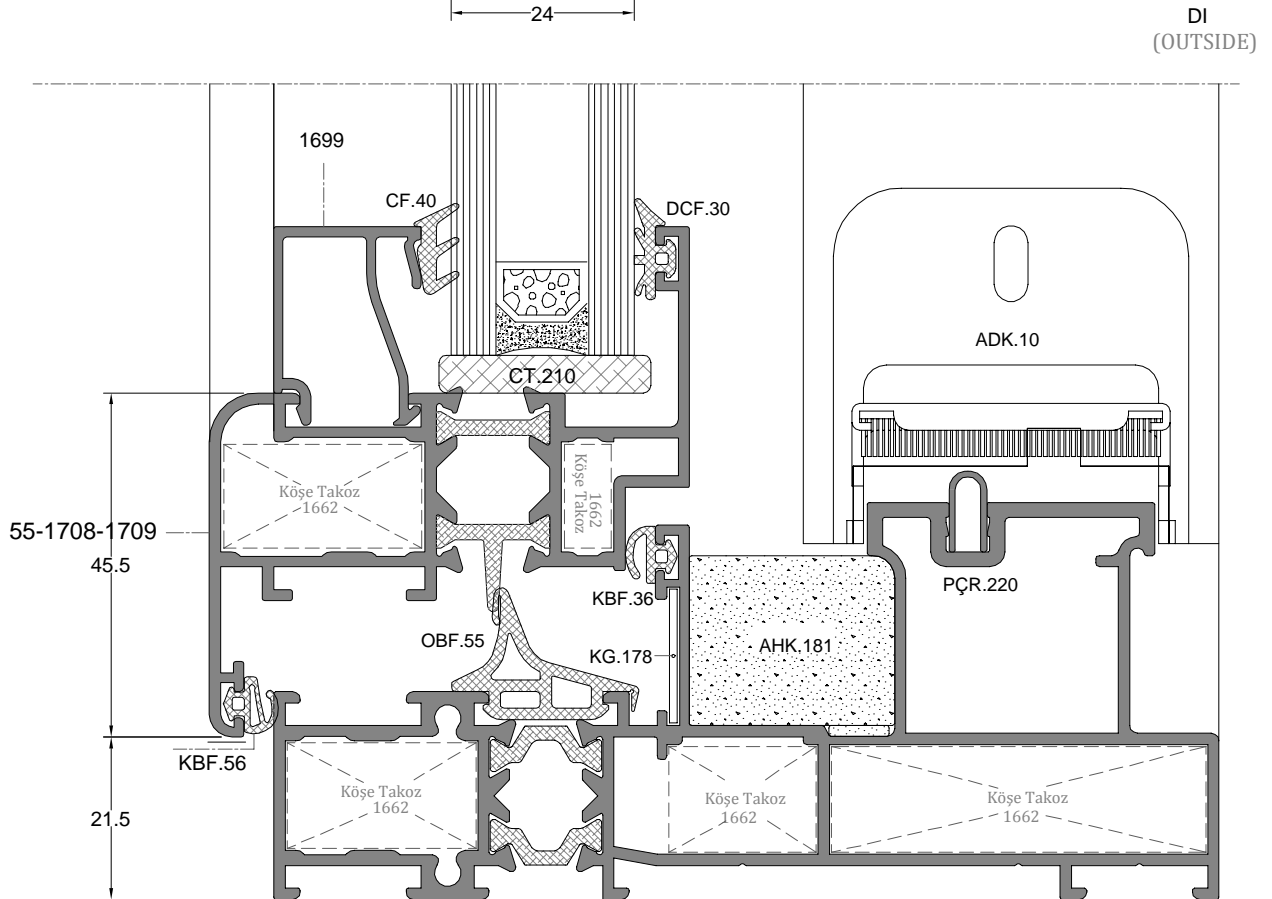 24
DI
(OUTSIDE)
1699
CF.40
DCF.30
ADK.10
CT.210
Köşe Takoz
1662
Köşe Takoz
1662
55-1708-1709
45.5
PÇR.220
KBF.36
OBF.55
KG.178
AHK.181
KBF.56
21.5
Köşe Takoz
1662
Köşe Takoz
1662
Köşe Takoz
1662